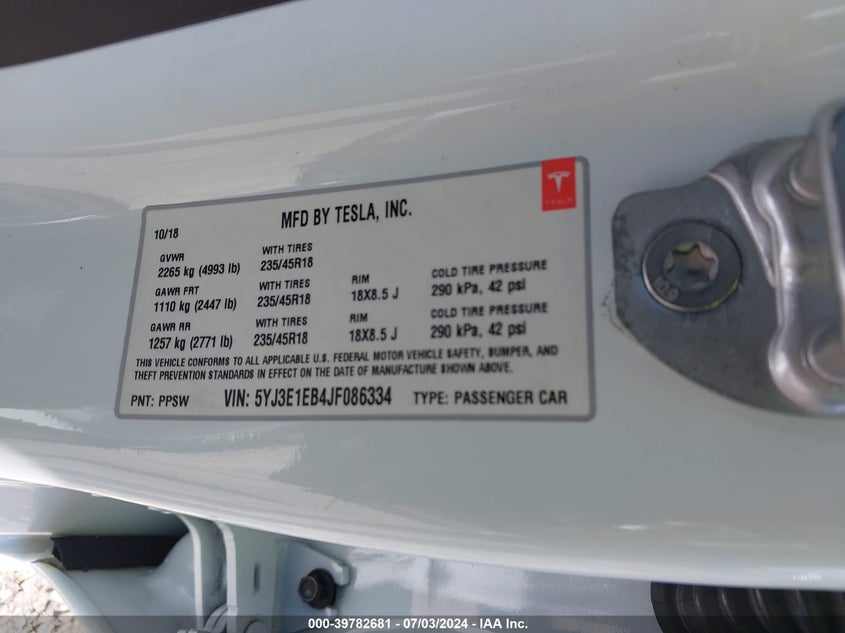 TESLA
MFD BY TESLA, INC.
10/18
GVWR
2265 kg (4993 lb)
WITH TIRES
235/45R18
GAWR FRT
1110 kg (2447 lb)
WITH TIRES
235/45R18
RIM
18X8.5 J
COLD TIRE PRESSURE
290 kPa, 42 psi
GAWR RR
1257 kg (2771 lb)
WITH TIRES
235/45R18
RIM
18X8.5 J
COLD TIRE PRESSURE
290 kPa, 42 psi
THIS VEHICLE CONFORMS TO ALL APPLICABLE U.S. FEDERAL MOTOR VEHICLE SAFETY, BUMPER, AND
THEFT PREVENTION STANDARDS IN EFFECT ON THE DATE OF MANUFACTURE SHOWN ABOVE.
PNT: PPSW VIN: 5YJ3E1EB4JF086334 TYPE: PASSENGER CAR
000-39782681 - 07/03/2024 - IAA Inc.